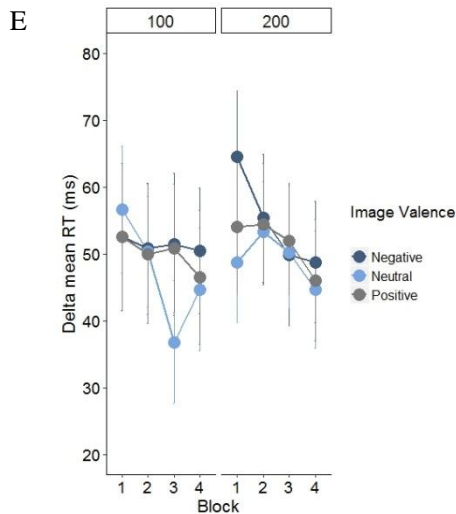 E
100 200
80
70
60
50
40
30
20
Delta mean RT (ms)
1 2 3 4 1 2 3 4
Block
Image Valence
Negative
Neutral
Positive